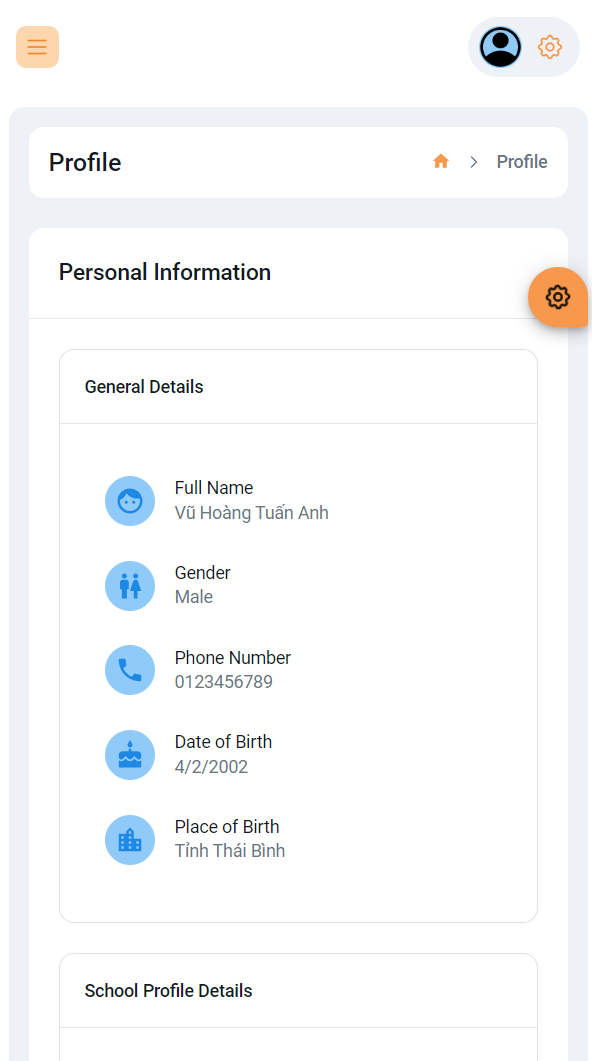 Profile
Profile
Personal Information
General Details
Full Name
Vũ Hoàng Tuấn Anh
Gender
Male
Phone Number
0123456789
Date of Birth
4/2/2002
Place of Birth
Tỉnh Thái Bình
School Profile Details